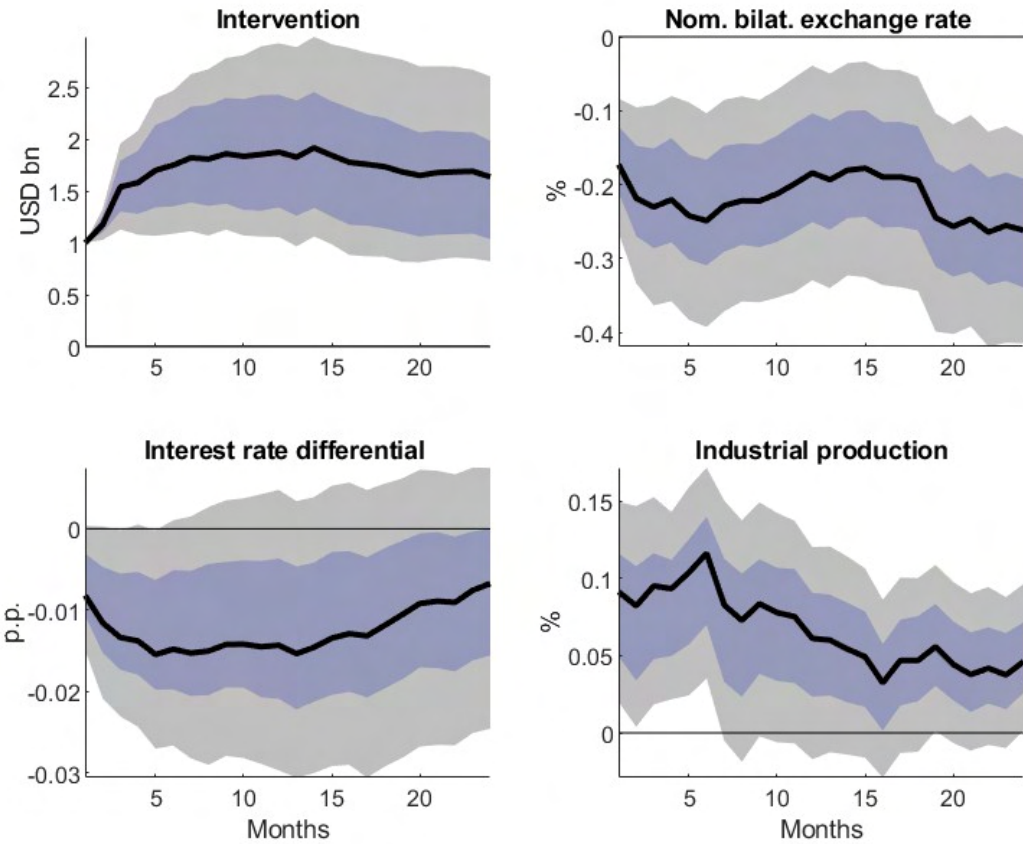 Intervention
USD bn
2.5
2
1.5
1
0.5
0
5 10 15 20
Nom. bilat. exchange rate
%
0
-0.1
-0.2
-0.3
-0.4
5 10 15 20
Interest rate differential
p.p.
0
-0.01
-0.02
-0.03
5 10 15 20
Months
Industrial production
%
0.15
0.1
0.05
0
5 10 15 20
Months